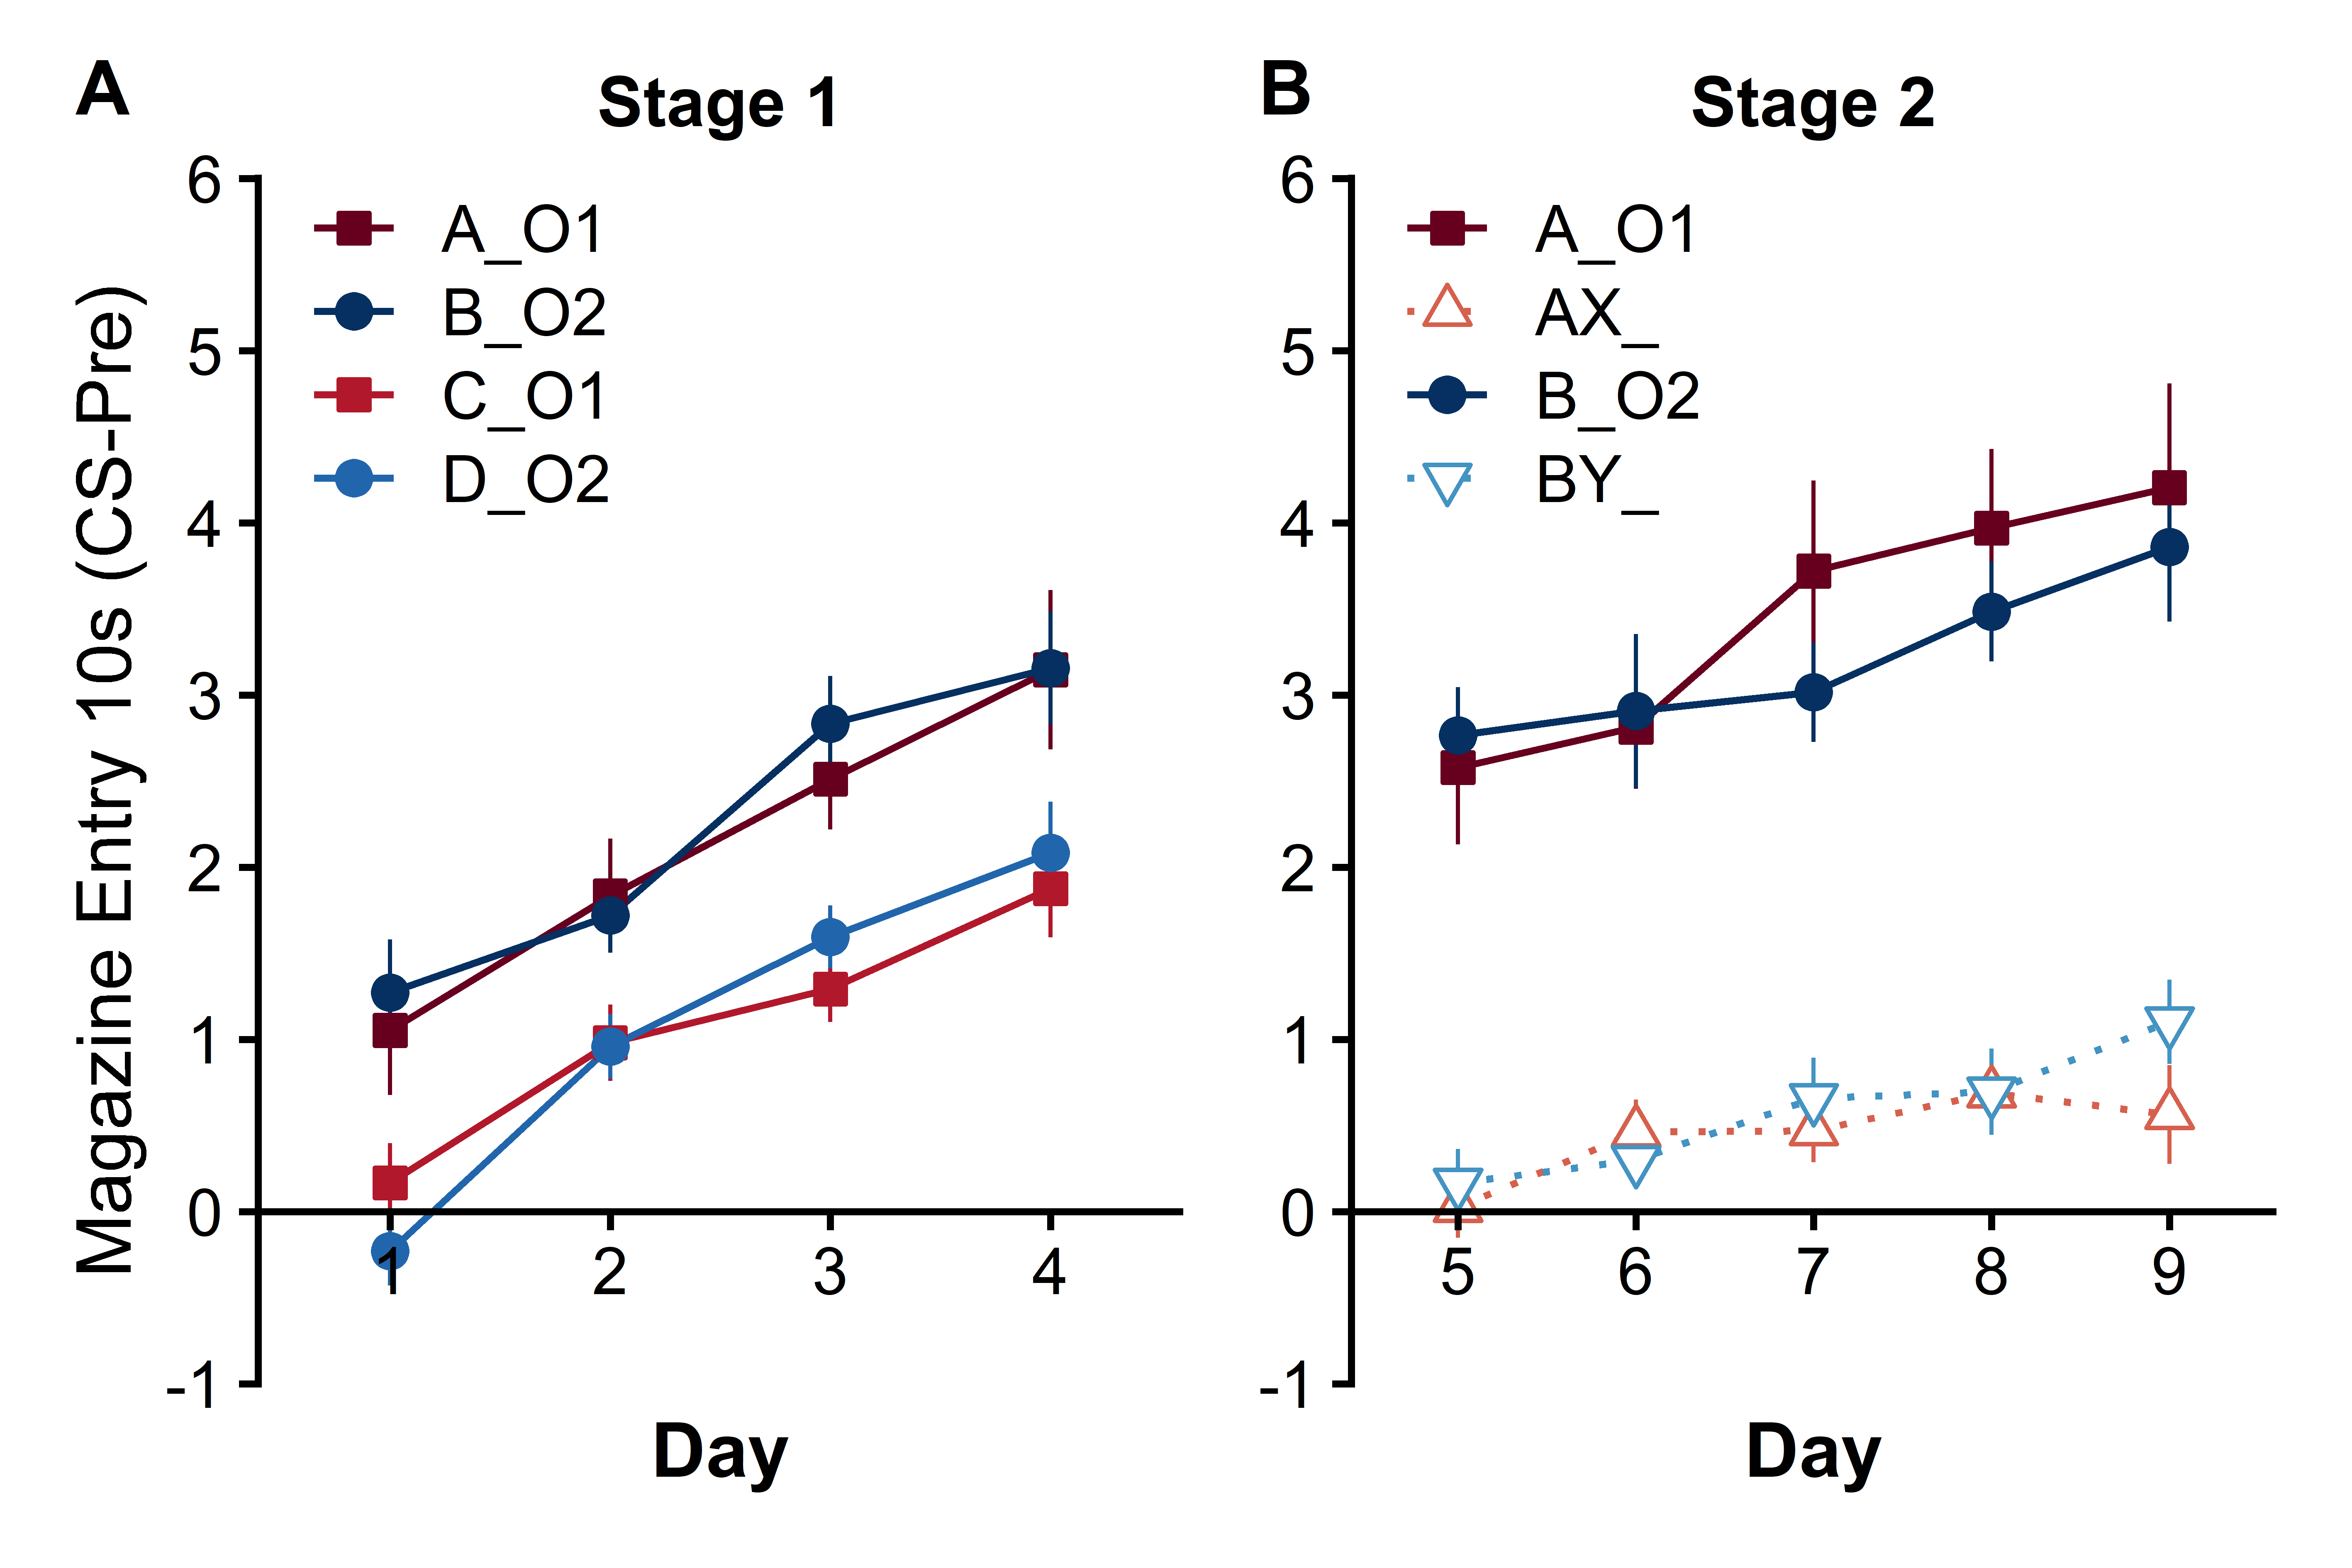 A
Stage 1
Magazine Entry 10s (CS-Pre)
6
5
4
3
2
1
0
-1
A_O1
B_O2
C_O1
D_O2
1 2 3 4
Day
B
Stage 2
6
5
4
3
2
1
0
-1
A_O1
AX_
B_O2
BY_
5 6 7 8 9
Day